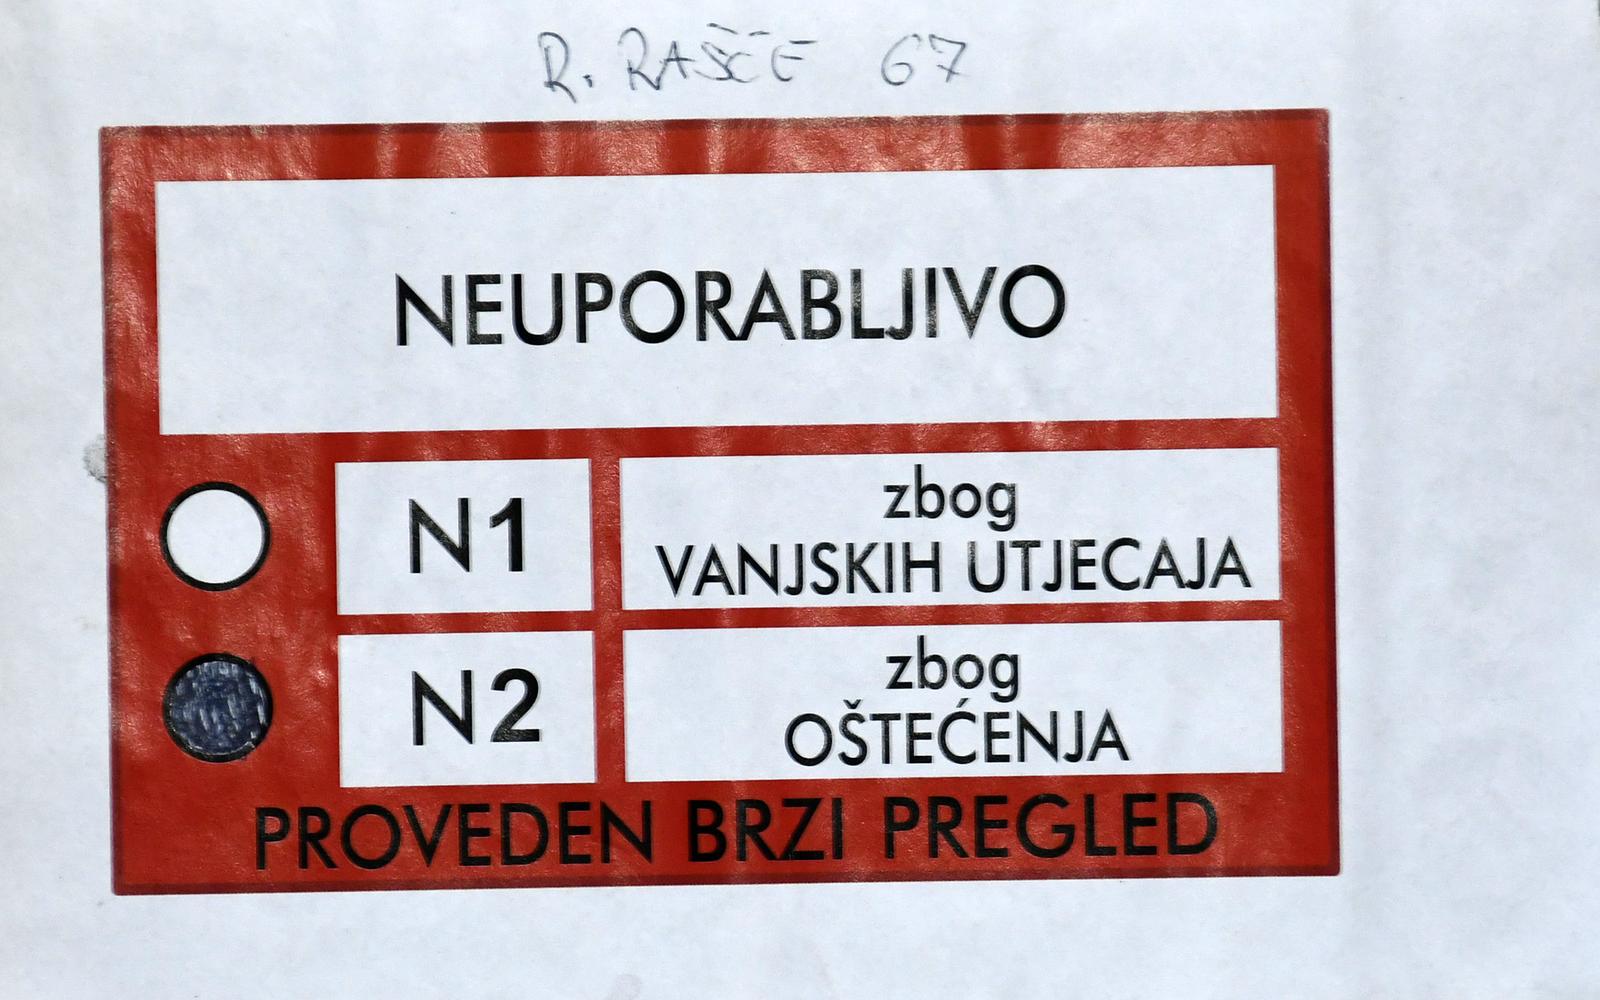 R. RAŠČE 67
NEUPORABLJIVO
N1
zbog
VANJSKIH UTJECAJA
N2
zbog
OŠTEĆENJA
PROVEDEN BRZI PREGLED